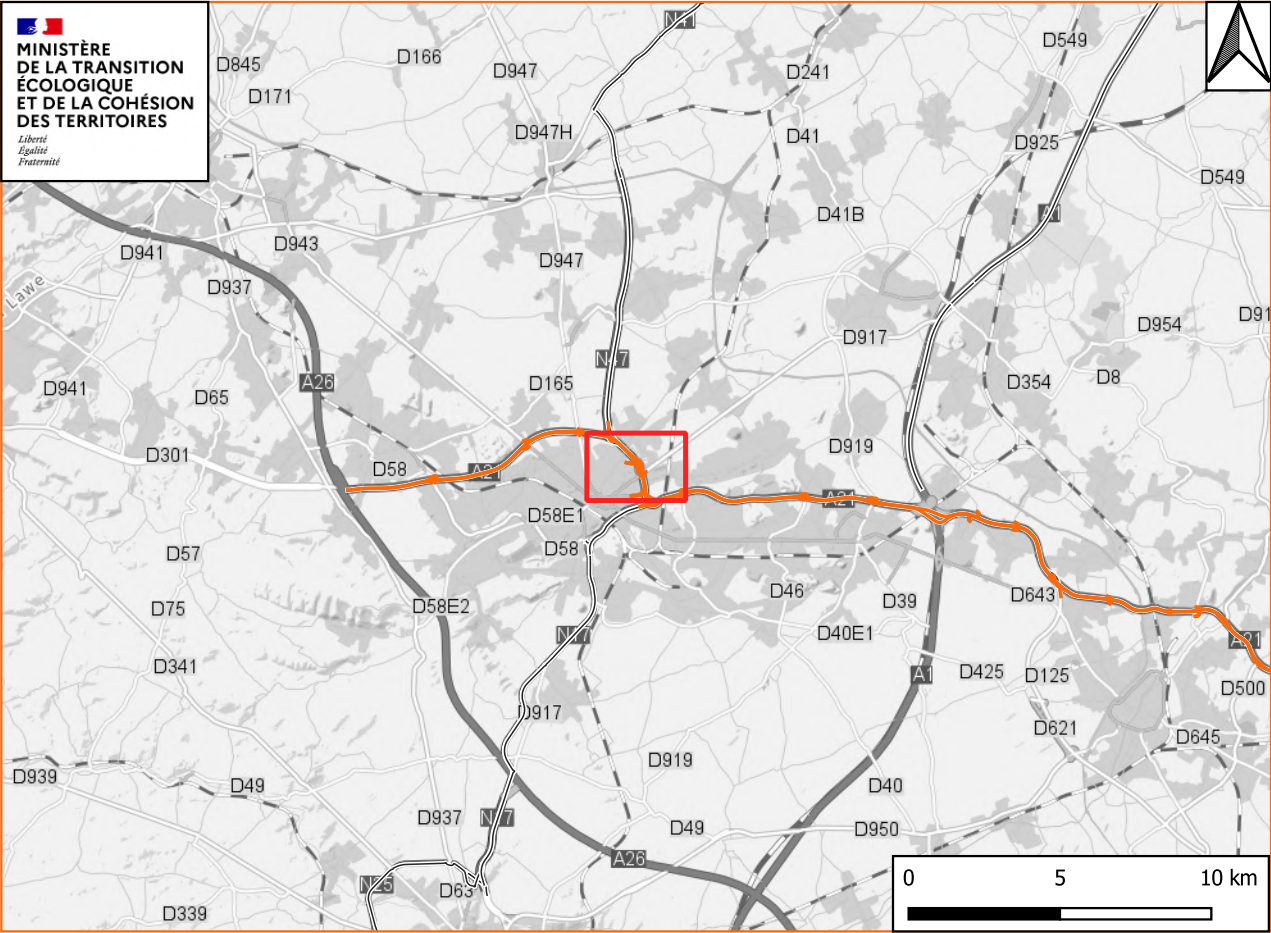 MINISTÈRE
DE LA TRANSITION
ÉCOLOGIQUE
ET DE LA COHÉSION
DES TERRITOIRES
Liberté
Égalité
Fraternité
N41
D549
D845
D166
D947
D241
D171
D947H
D41
D925
D549
D41B
A1
D943
D941
D947
D937
Lawe
D91
D954
D917
N47
A26
D165
D354
D8
D941
D65
D919
D301
D58
A21
A21
D58E1
D58
D57
D46
D39
D643
D75
D58E2
D40E1
N17
A21
D341
A1
D425
D125
D500
D917
D621
D645
D919
D939
D49
D40
D937
N17
D49
D950
A26
N25
D63
D339
0 5 10 km